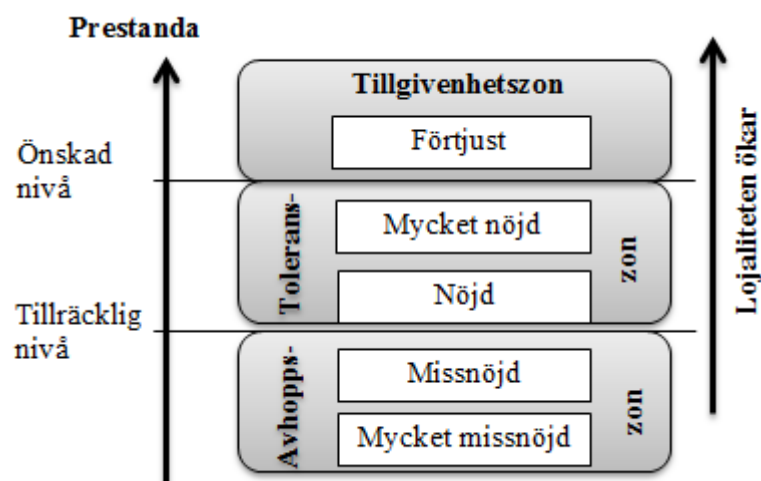 Prestanda
Tillgivenhetszon
Förtjust
Önskad
nivå
Mycket nöjd
Nöjd
Tolerans-
zon
Tillräcklig
nivå
Missnöjd
Mycket missnöjd
Avhopps-
zon
Lojaliteten ökar